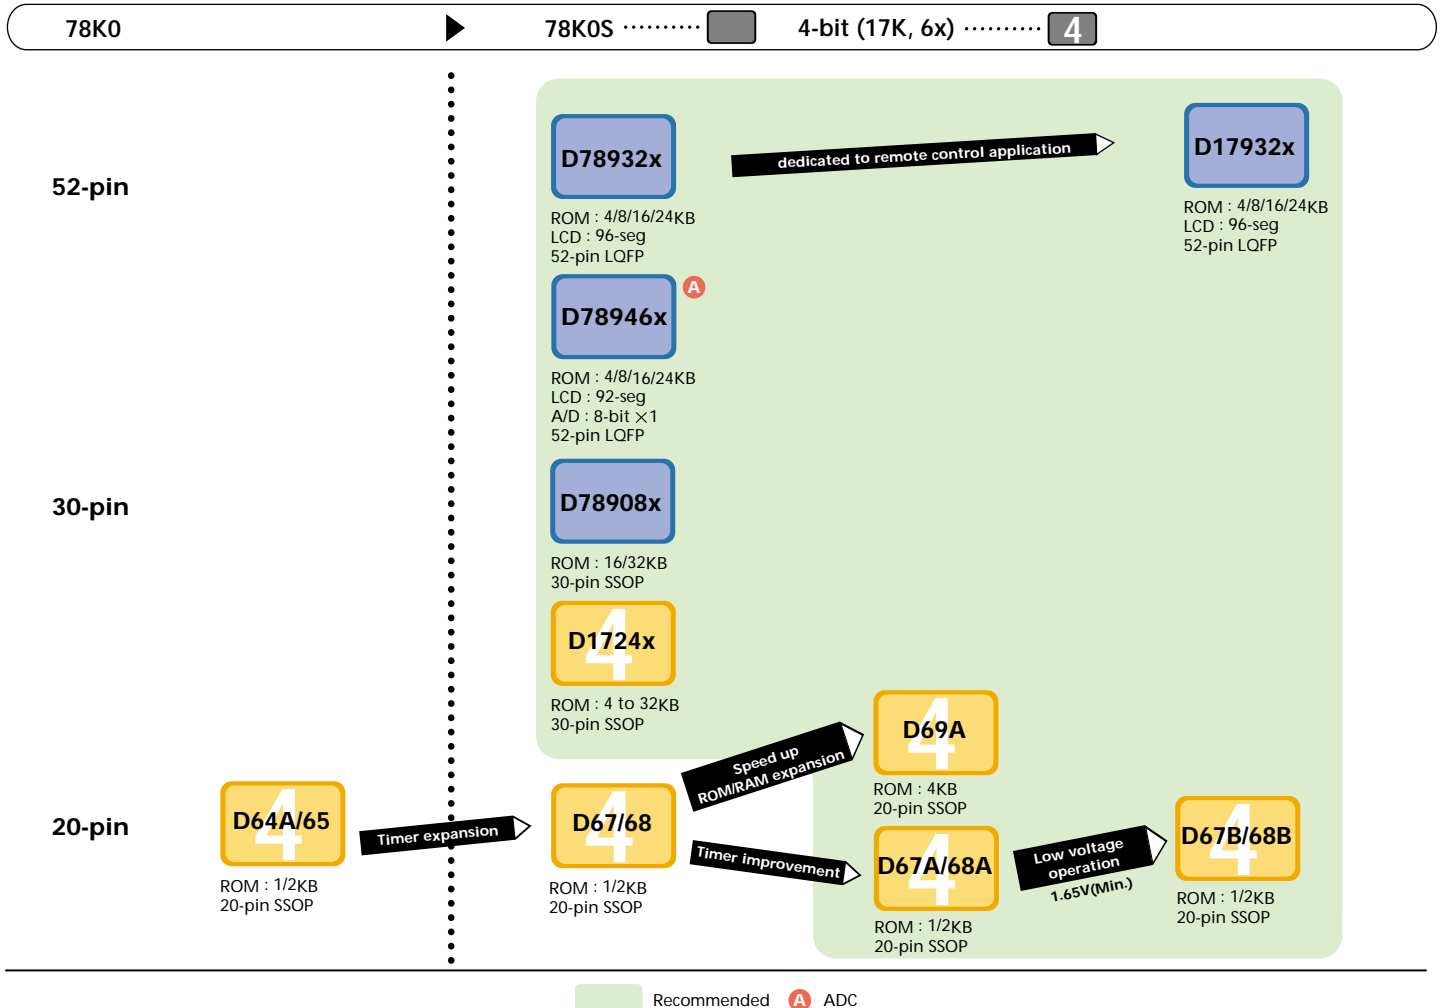 78K0
78K0S ··········
4-bit (17K, 6x) ··········
4
52-pin
D78932x
ROM : 4/8/16/24KB
LCD : 96-seg
52-pin LQFP
dedicated to remote control application
D17932x
ROM : 4/8/16/24KB
LCD : 96-seg
52-pin LQFP
D78946x
A
ROM : 4/8/16/24KB
LCD : 92-seg
A/D : 8-bit ×1
52-pin LQFP
30-pin
D78908x
ROM : 16/32KB
30-pin SSOP
4
D1724x
ROM : 4 to 32KB
30-pin SSOP
Speed up
ROM/RAM expansion
4
D69A
ROM : 4KB
20-pin SSOP
20-pin
4
D64A/65
ROM : 1/2KB
20-pin SSOP
Timer expansion
4
D67/68
ROM : 1/2KB
20-pin SSOP
Timer improvement
4
D67A/68A
ROM : 1/2KB
20-pin SSOP
Low voltage
operation
1.65V(Min.)
4
D67B/68B
ROM : 1/2KB
20-pin SSOP
Recommended
A ADC